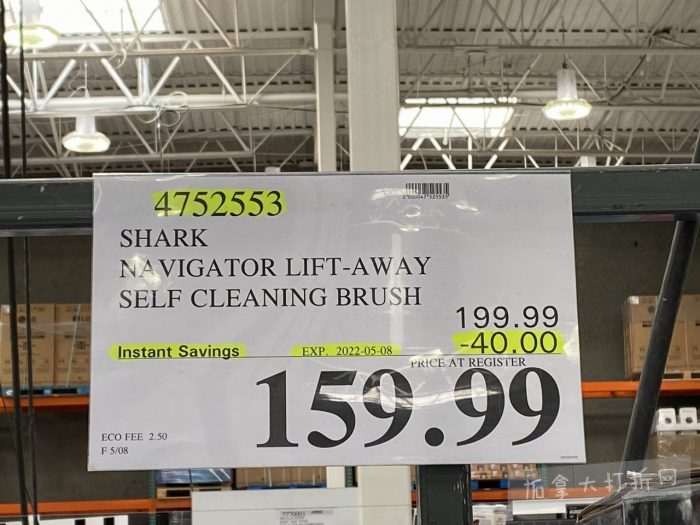 4752553
SHARK
NAVIGATOR LIFT-AWAY
SELF CLEANING BRUSH
199.99
-40.00
Instant Savings EXP. 2022-05-08
PRICE AT REGISTER
159.99
ECO FEE 2.50
F 5/08
加拿大打折网